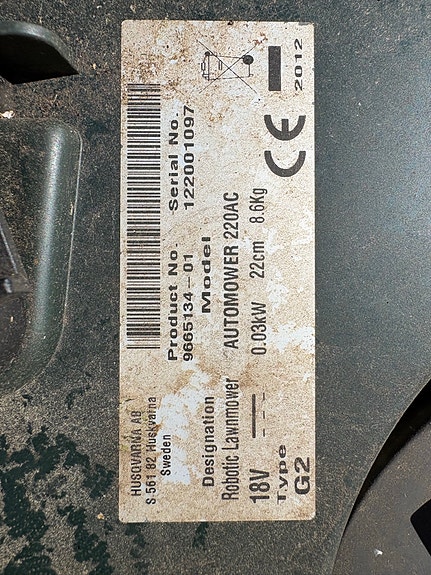 HUSQVARNA AB
S-561 82 Huskvarna
Sweden
Product No.
9665134-01
Serial No.
122001097
Designation
Robotic Lawnmower
Model
AUTOMOWER 220AC
18V
0.03kW
22cm
8.6Kg
Type
G2
CE
2012